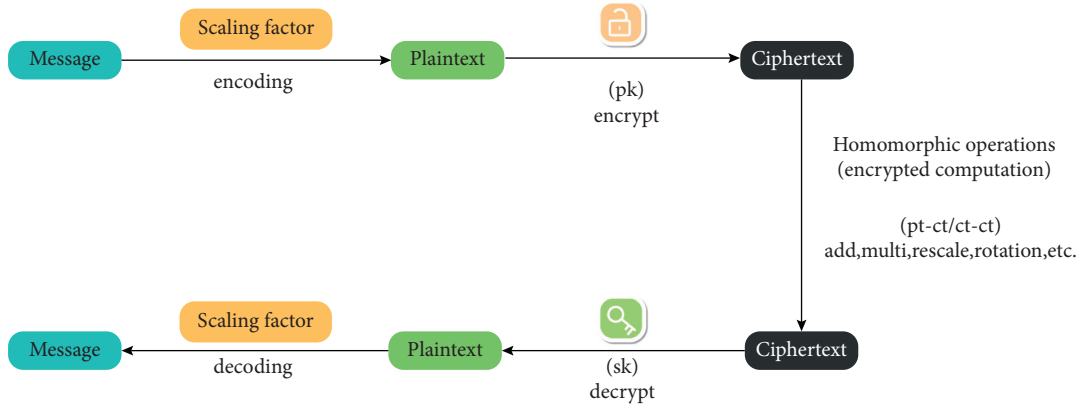 Scaling factor
Message
Plaintext
Ciphertext
encoding
(pk)
encrypt
Homomorphic operations
(encrypted computation)
(pt-ct/ct-ct)
add,multi,rescale,rotation,etc.
Scaling factor
Message
Plaintext
Ciphertext
decoding
(sk)
decrypt